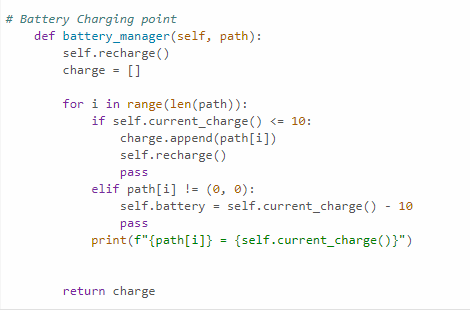 # Battery Charging point
    def battery_manager(self, path):
        self.recharge()
        charge = []

        for i in range(len(path)):
            if self.current_charge() <= 10:
                charge.append(path[i])
                self.recharge()
                pass
            elif path[i] != (0, 0):
                self.battery = self.current_charge() - 10
                pass
            print(f"{path[i]} = {self.current_charge()}")


        return charge